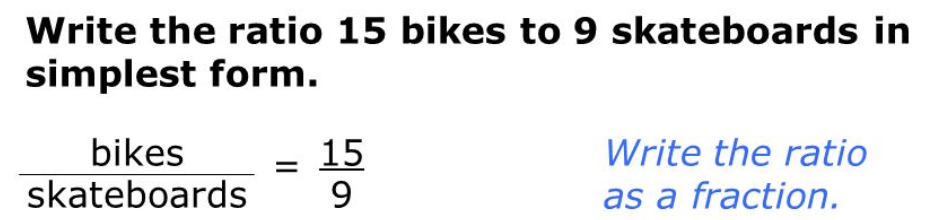 Write the ratio 15 bikes to 9 skateboards in
simplest form.
bikes
skateboards
=
15
9
Write the ratio
as a fraction.